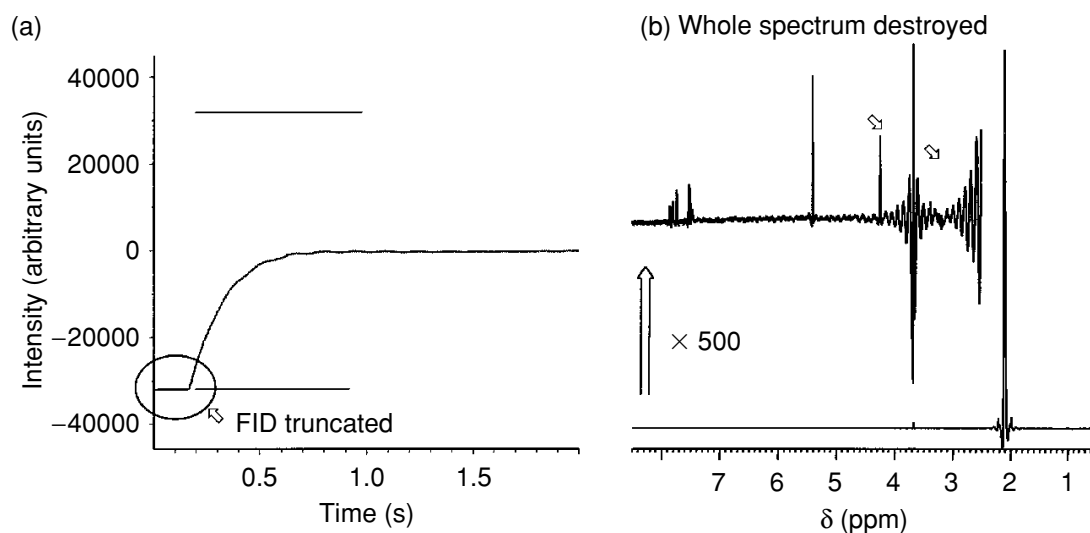 (a)
40000
20000
0
−20000
−40000
Intensity (arbitrary units)
FID truncated
0.5
1.0
1.5
Time (s)
(b) Whole spectrum destroyed
× 500
7 6 5 4 3 2 1
δ (ppm)